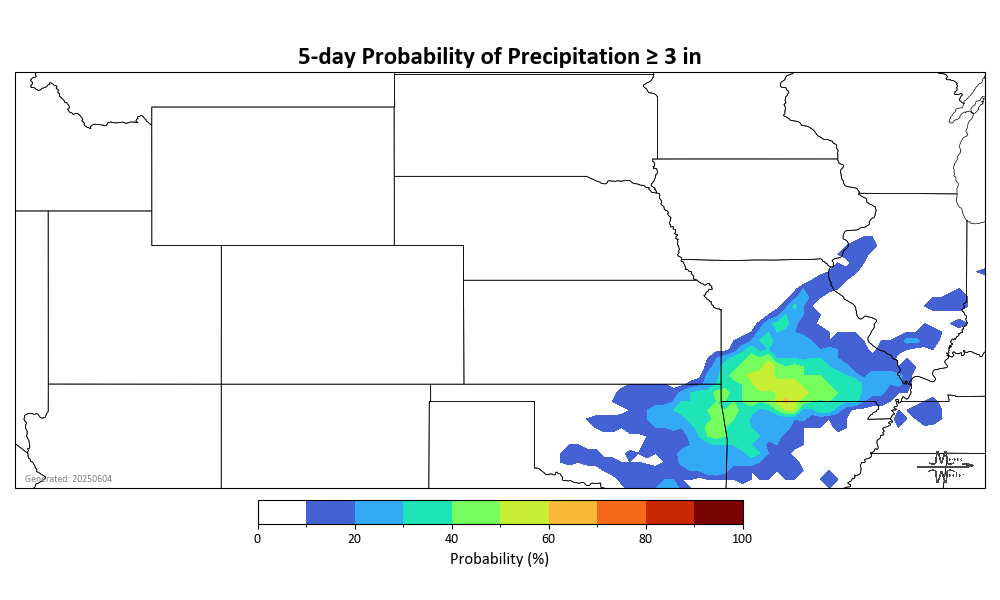 5-day Probability of Precipitation ≥ 3 in
Generated: 20250604
0 20 40 60 80 100
Probability (%)